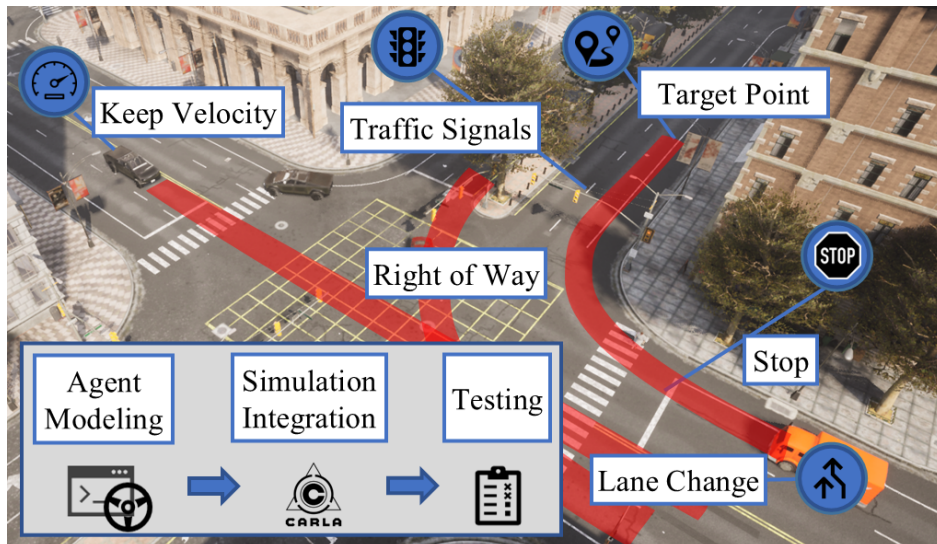 Keep Velocity
Traffic Signals
Target Point
Right of Way
STOP
Stop
Agent
Modeling
Simulation
Integration
Testing
Lane Change
CARLA